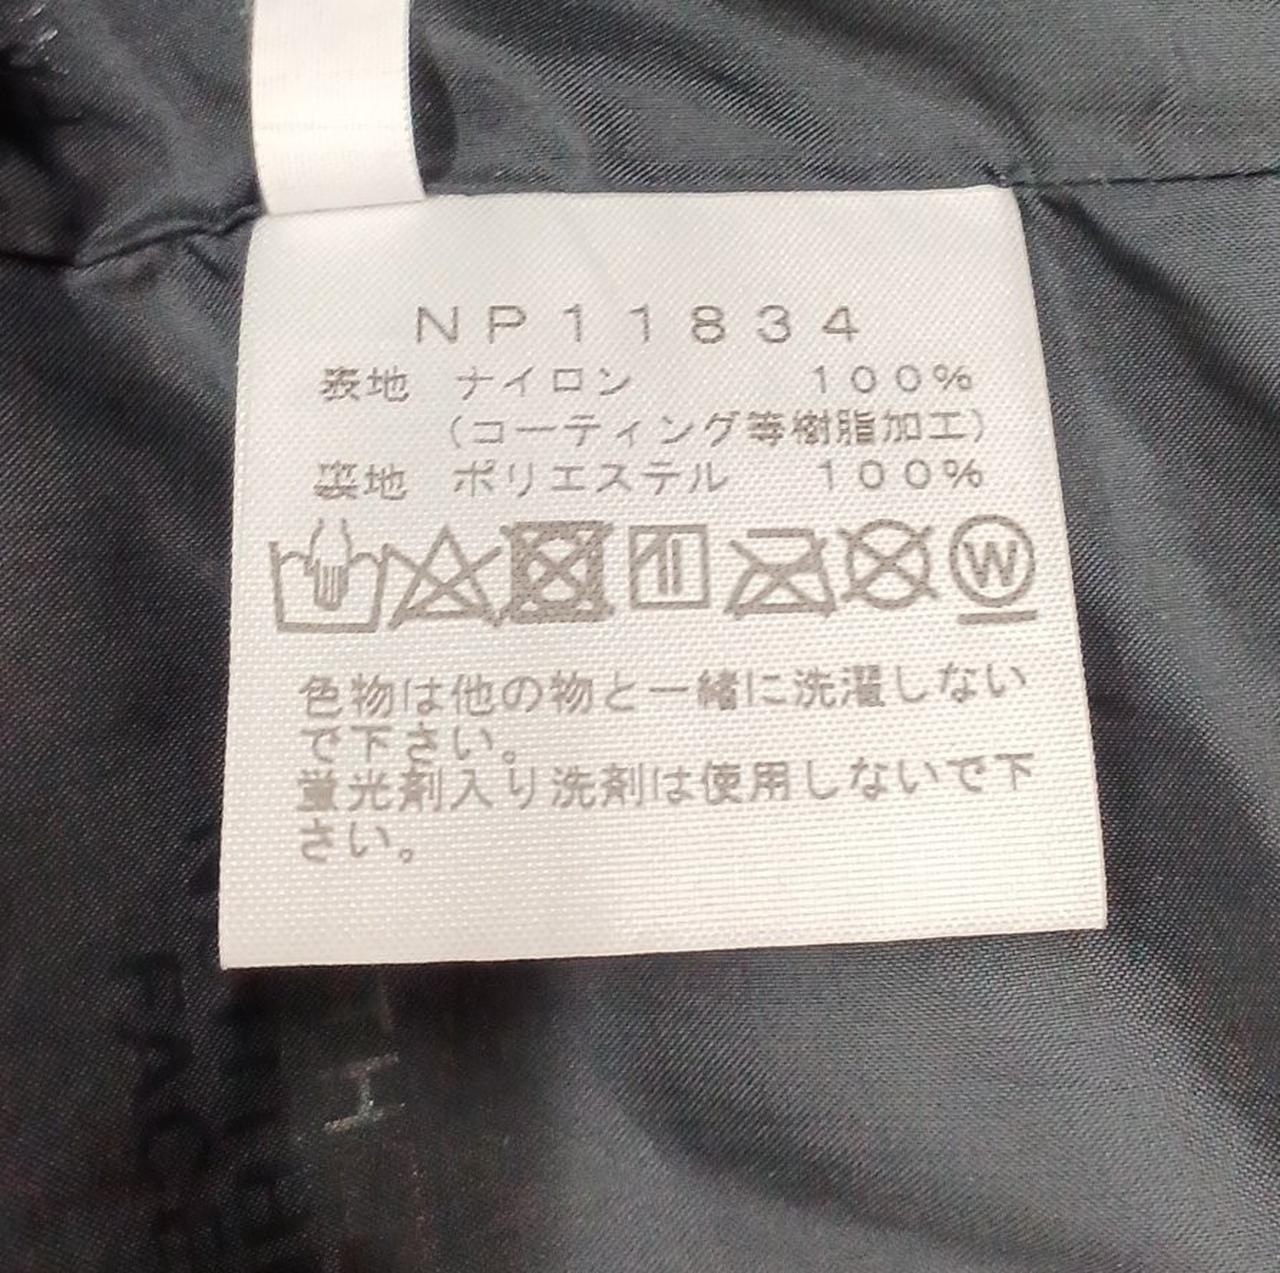 NP11834
表地 ナイロン 100%
(コーティング等樹脂加工)
裏地 ポリエステル 100%
W
色物は他の物と一緒に洗濯しない
で下さい。
蛍光剤入り洗剤は使用しないで下
さい。